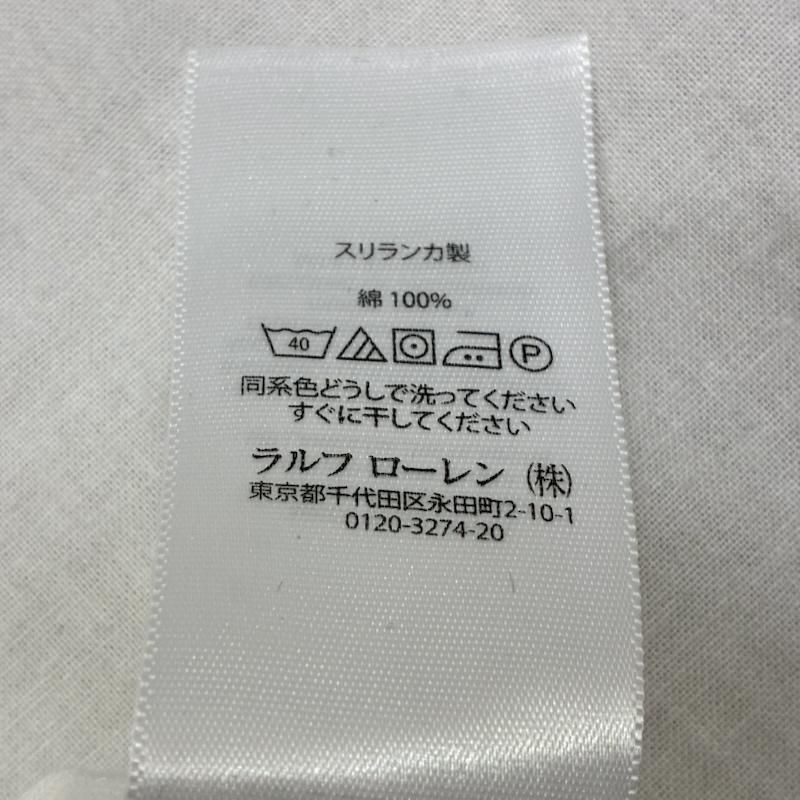 スリランカ製
綿 100%
40 P
同系色どうしで洗ってください
すぐに干してください
ラルフ ローレン (株)
東京都千代田区永田町2-10-1
0120-3274-20